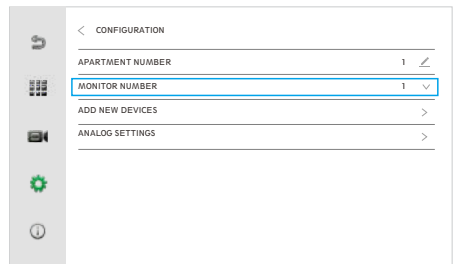 CONFIGURATION
APARTMENT NUMBER 1
MONITOR NUMBER 1
ADD NEW DEVICES
ANALOG SETTINGS